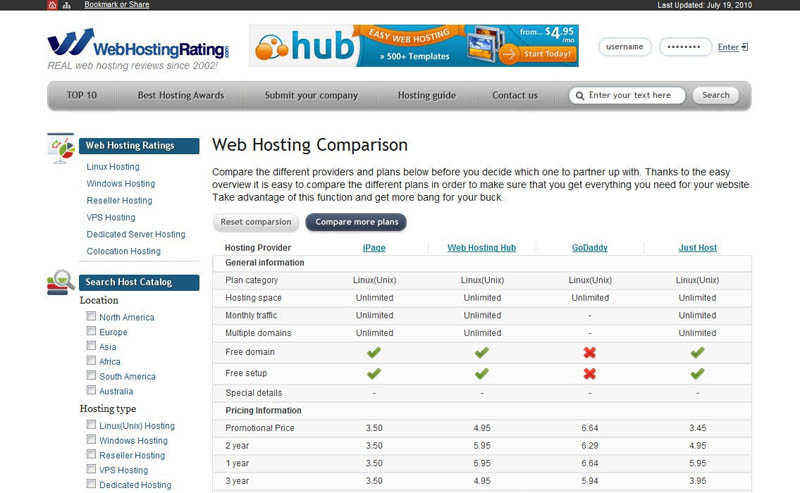 Bookmark or Share
Last Updated: July 19, 2010
WebHostingRating.com
REAL web hosting reviews since 2002!
hub
EASY WEB HOSTING
» 500+ Templates
from... $4.95 /mo
Start Today!
username
••••••••
Enter
TOP 10
Best Hosting Awards
Submit your company
Hosting guide
Contact us
Enter your text here
Search
Web Hosting Ratings
Linux Hosting
Windows Hosting
Reseller Hosting
VPS Hosting
Dedicated Server Hosting
Colocation Hosting
Search Host Catalog
Location
North America
Europe
Asia
Africa
South America
Australia
Hosting type
Linux(Unix) Hosting
Windows Hosting
Reseller Hosting
VPS Hosting
Dedicated Hosting
Web Hosting Comparison
Compare the different providers and plans below before you decide which one to partner up with. Thanks to the easy
overview it is easy to compare the different plans in order to make sure that you get everything you need for your website.
Take advantage of this function and get more bang for your buck.
Reset comparsion
Compare more plans
Hosting Provider iPage Web Hosting Hub GoDaddy Just Host
General information
Plan category Linux(Unix) Linux(Unix) Linux(Unix) Linux(Unix)
Hosting space Unlimited Unlimited Unlimited Unlimited
Monthly traffic Unlimited Unlimited - Unlimited
Multiple domains Unlimited Unlimited - Unlimited
Free domain
Free setup
Special details - - - -
Pricing Information
Promotional Price 3.50 4.95 6.64 3.45
2 year 3.50 5.95 6.29 4.95
1 year 3.50 6.95 6.64 5.95
3 year 3.50 4.95 5.94 3.95